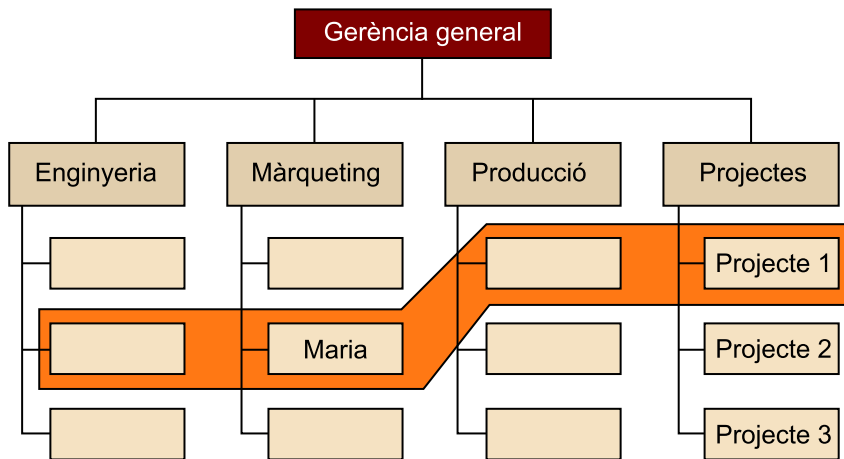 Gerència general
Enginyeria
Màrqueting
Producció
Projectes
Projecte 1
Maria
Projecte 2
Projecte 3